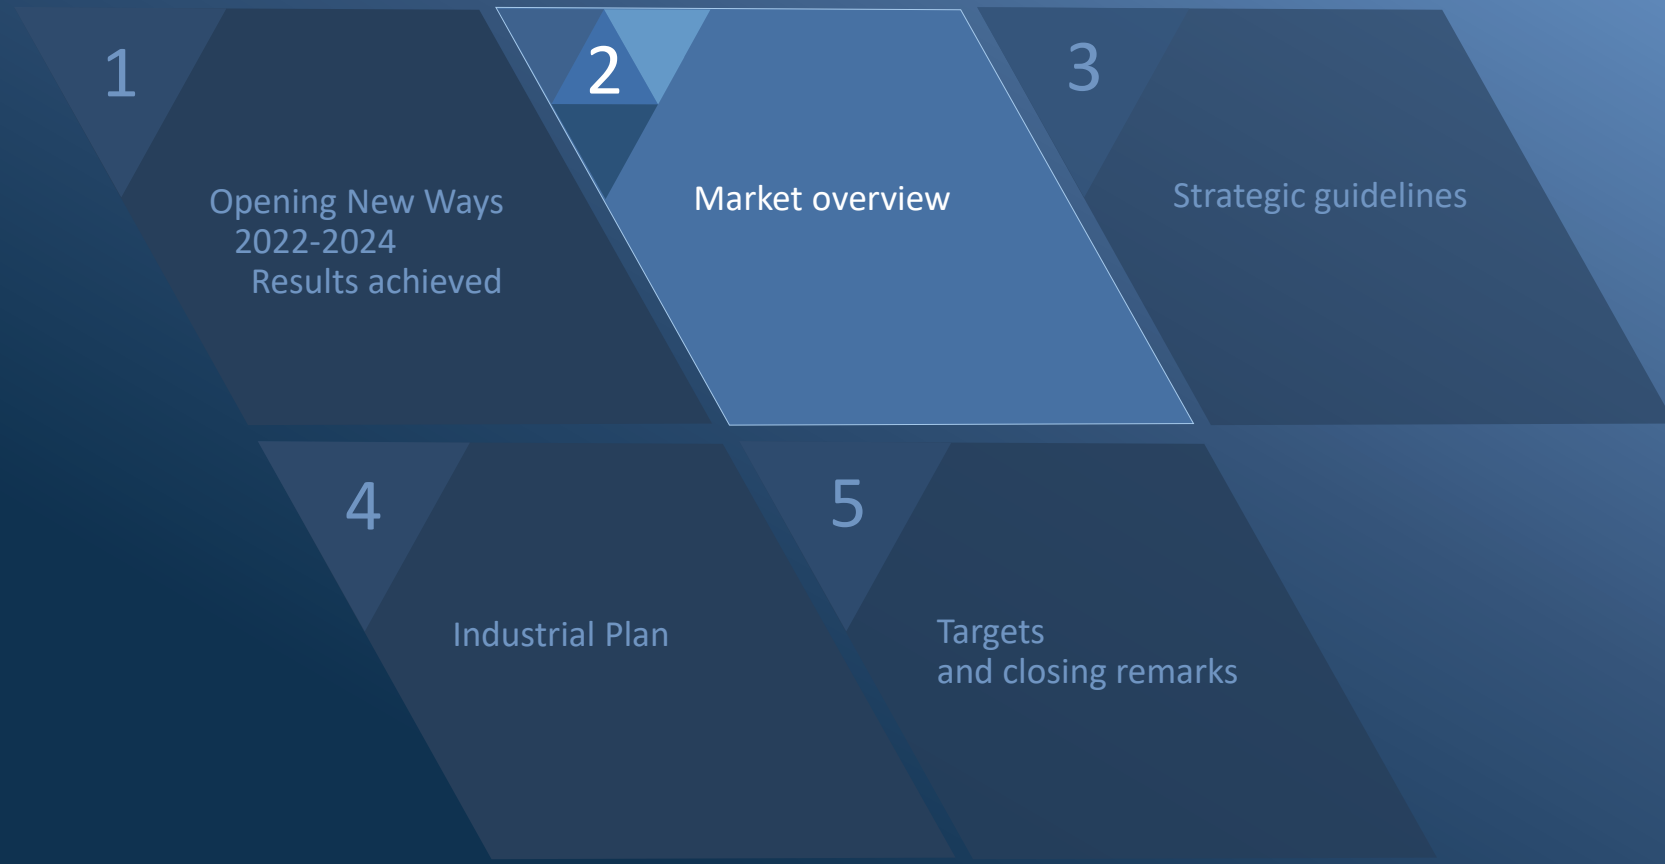 1
Opening New Ways
2022-2024
Results achieved
2
Market overview
3
Strategic guidelines
4
Industrial Plan
5
Targets
and closing remarks